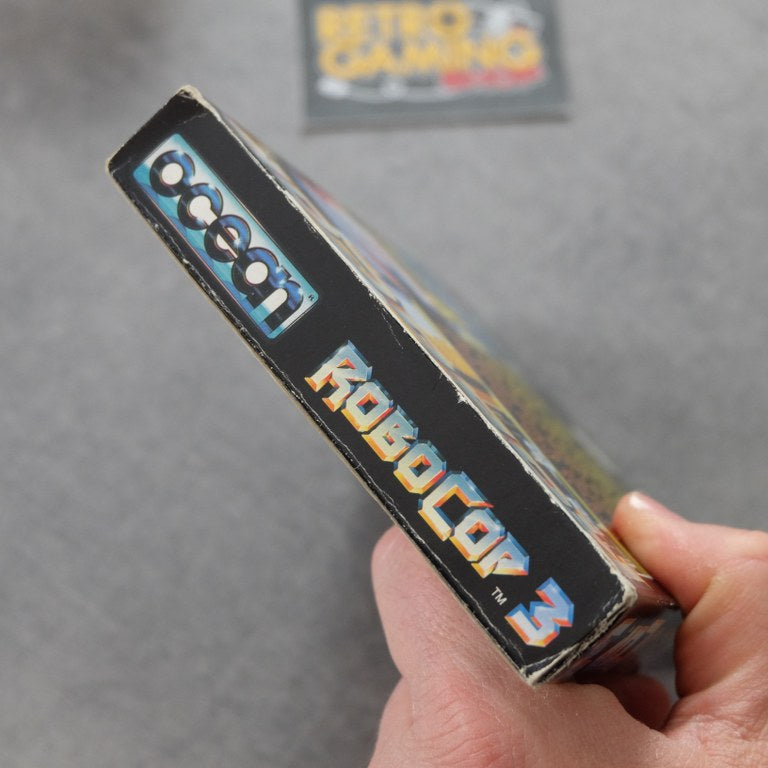 RETRO
GAMING
ocean®
ROBOCOP 3
TM